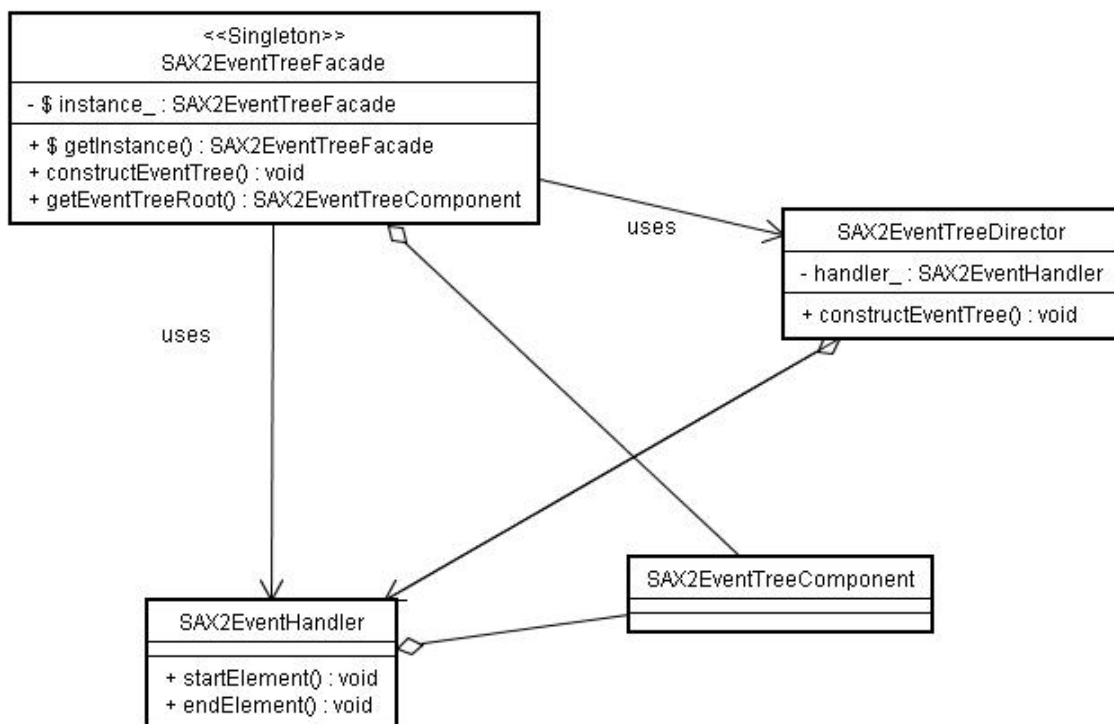 <<Singleton>>
SAX2EventTreeFacade
- $ instance_ : SAX2EventTreeFacade
+ $ getInstance() : SAX2EventTreeFacade
+ constructEventTree() : void
+ getEventTreeRoot() : SAX2EventTreeComponent
uses
SAX2EventTreeDirector
- handler_ : SAX2EventHandler
+ constructEventTree() : void
uses
SAX2EventTreeComponent
SAX2EventHandler
+ startElement() : void
+ endElement() : void